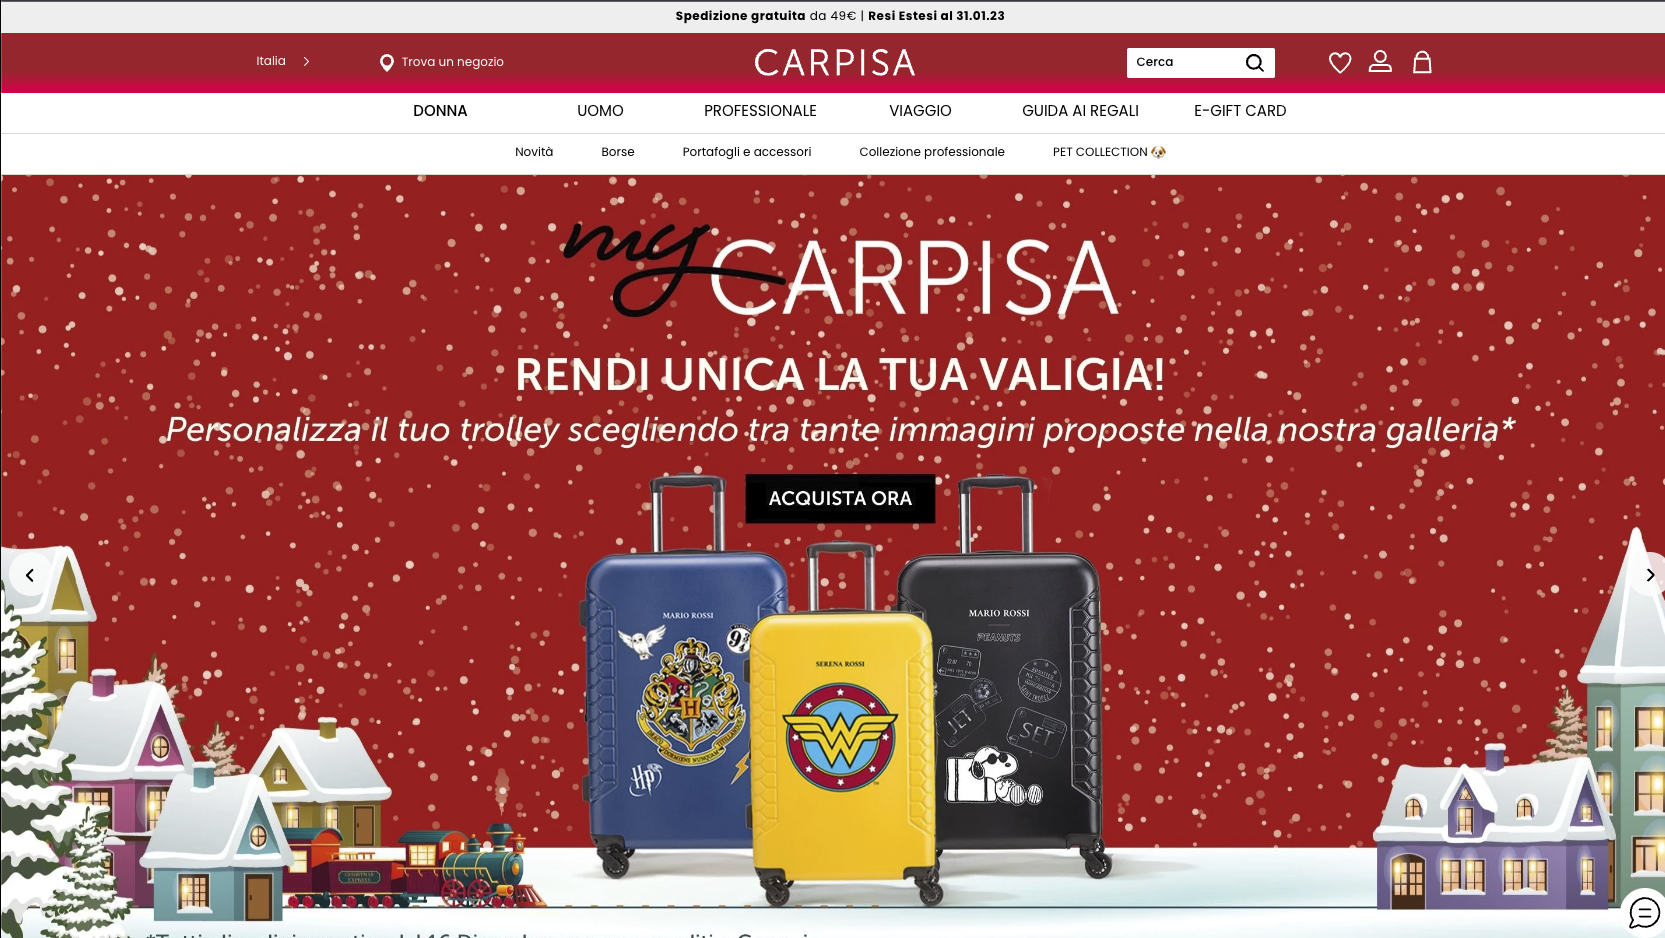 Spedizione gratuita da 49€ | Resi Estesi al 31.01.23
Italia
Trova un negozio
CARPISA
Cerca
DONNA
UOMO
PROFESSIONALE
VIAGGIO
GUIDA AI REGALI
E-GIFT CARD
Novità
Borse
Portafogli e accessori
Collezione professionale
PET COLLECTION
my CARPISA
RENDI UNICA LA TUA VALIGIA!
Personalizza il tuo trolley scegliendo tra tante immagini proposte nella nostra galleria*
ACQUISTA ORA
MARIO ROSSI
9¾
H
HP
SERENA ROSSI
W
MARIO ROSSI
PEANUTS
JET
SET